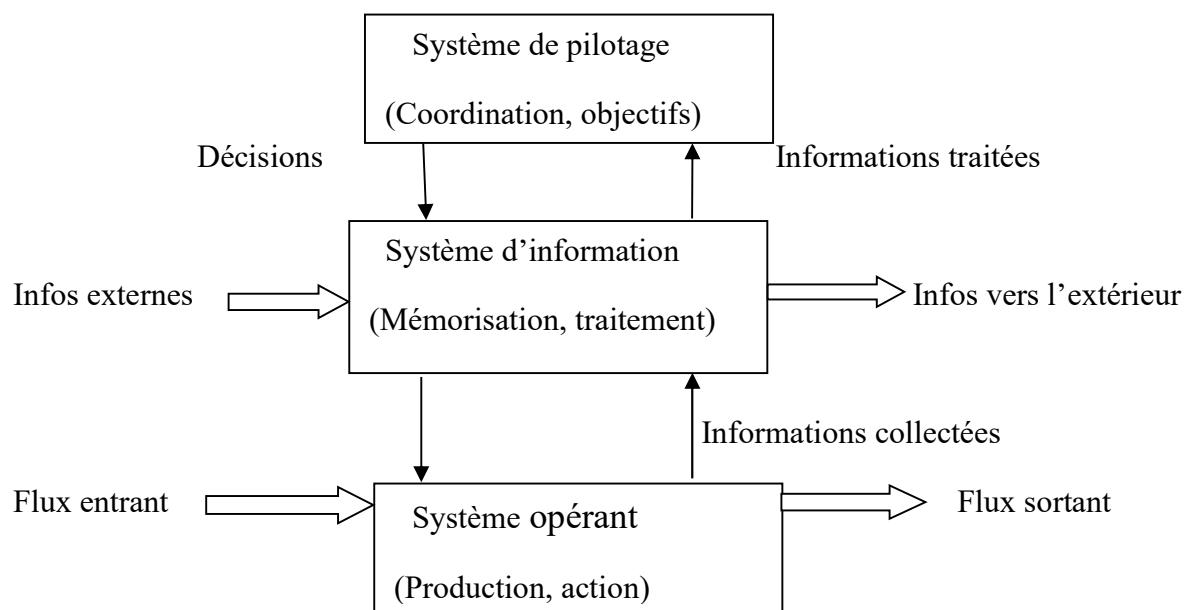 Système de pilotage
(Coordination, objectifs)
Décisions
Informations traitées
Système d’information
Infos externes
(Mémorisation, traitement)
Infos vers l’extérieur
Informations collectées
Flux entrant
Système opérant
Flux sortant
(Production, action)